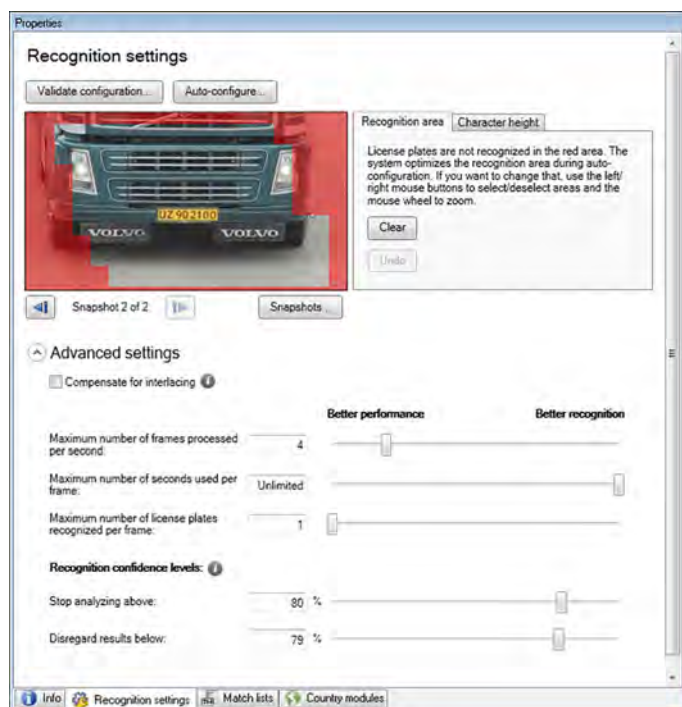 Properties
Recognition settings
Validate configuration...
Auto-configure...
UZ 90 2100
VOLVO
VOLVO
Recognition area
Character height
License plates are not recognized in the red area. The
system optimizes the recognition area during auto-
configuration. If you want to change that, use the left/
right mouse buttons to select/deselect areas and the
mouse wheel to zoom.
Clear
Undo
Snapshot 2 of 2
Snapshots...
Advanced settings
Compensate for interlacing
Better performance
Better recognition
Maximum number of frames processed
per second:
4
Maximum number of seconds used per
frame:
Unlimited
Maximum number of license plates
recognized per frame:
1
Recognition confidence levels:
Stop analyzing above:
80 %
Disregard results below:
79 %
Info
Recognition settings
Match lists
Country modules